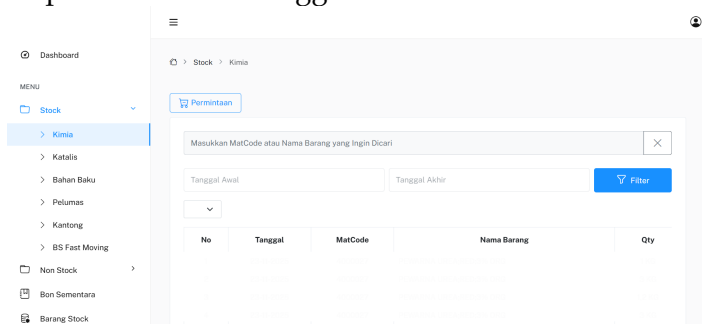 Dashboard
MENU
Stock
Kimia
Katalis
Bahan Baku
Pelumas
Kantong
BS Fast Moving
Non Stock
Bon Sementara
Barang Stock
> Stock > Kimia
Permintaan
Masukkan MatCode atau Nama Barang yang Ingin Dicari
Tanggal Awal
Tanggal Akhir
Filter
No Tanggal MatCode Nama Barang Qty